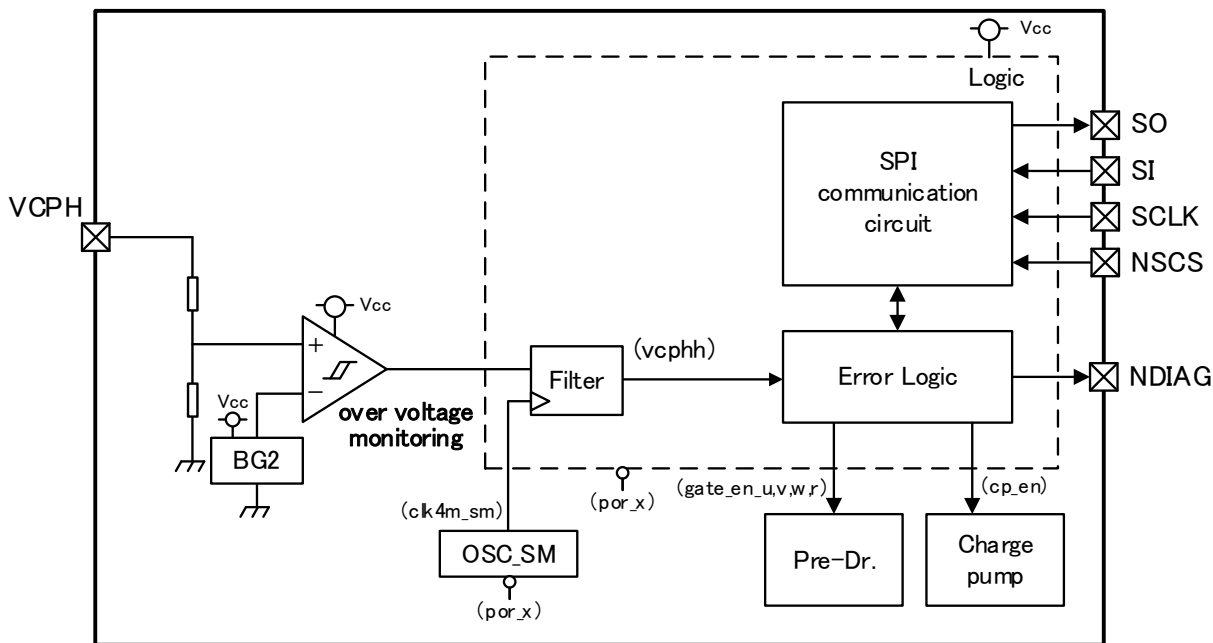 Vcc
Logic
SPI
communication
circuit
SO
SI
SCLK
NSCS
VCPH
Vcc
+
−
Filter
(vcphh)
Error Logic
NDIAG
over voltage
monitoring
Vcc
BG2
(clk4m_sm)
(por_x)
(gate_en_u,v,w,r)
(cp_en)
OSC_SM
(por_x)
Pre-Dr.
Charge
pump